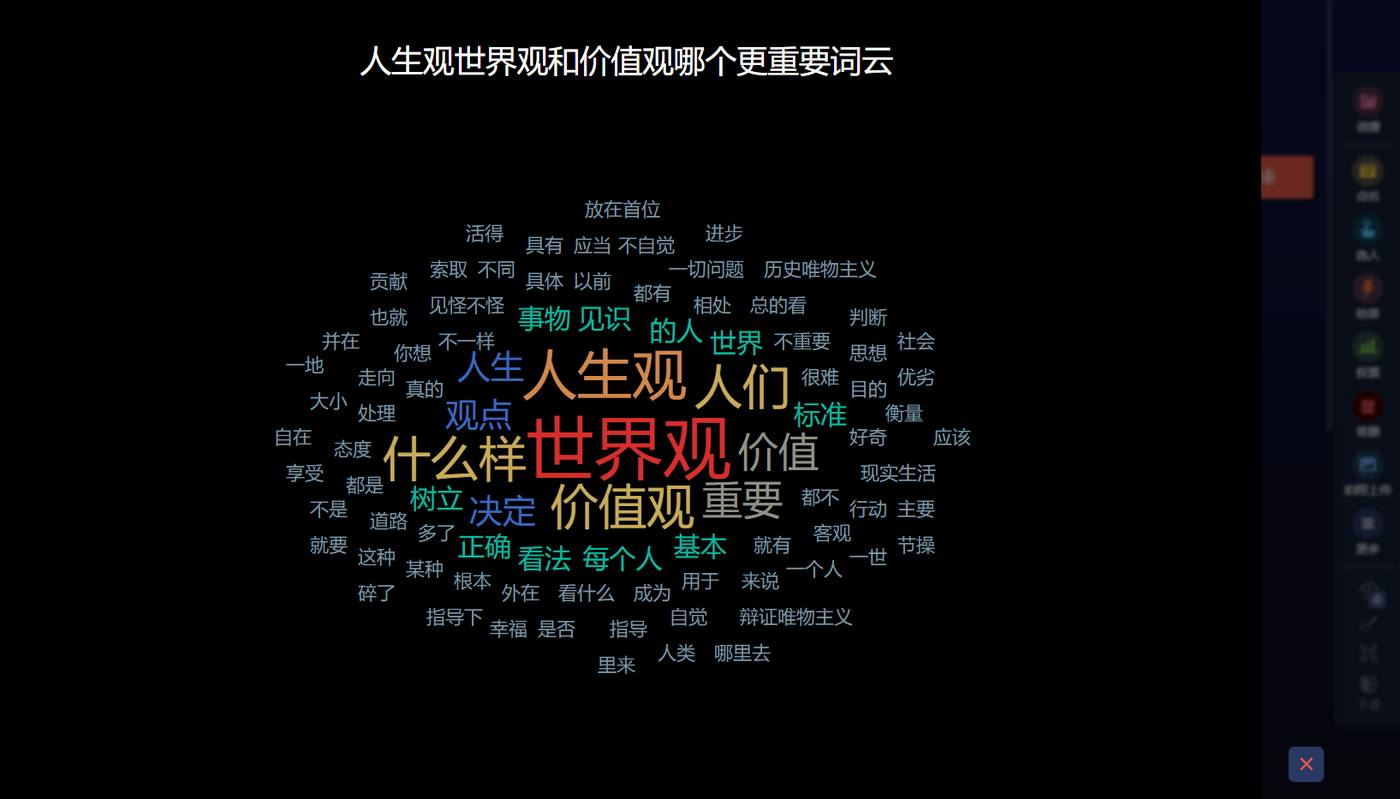 人生观世界观和价值观哪个更重要词云
放在首位
活得 进步
具有 应当 不自觉
索取 不同 一切问题 历史唯物主义
贡献 具体 以前
都有
见怪不怪 相处 总的看
也就 事物 见识 判断
的人
并在 不一样 世界 不重要 社会
你想 思想
一地 人生 人生观 人们
走向 很难 优劣
真的 目的
大小 处理 观点 标准 衡量
自在 世界观 好奇 应该
态度 什么样 价值
享受 现实生活
都是 树立 重要 都不
不是 决定 价值观 行动 主要
道路
多了 客观
就要 正确 基本 就有 节操
这种 看法 每个人 一世
某种 一个人
根本 用于 来说
碎了 外在 看什么 成为
指导下 自觉 辩证唯物主义
幸福 是否 指导
人类 哪里去
里来